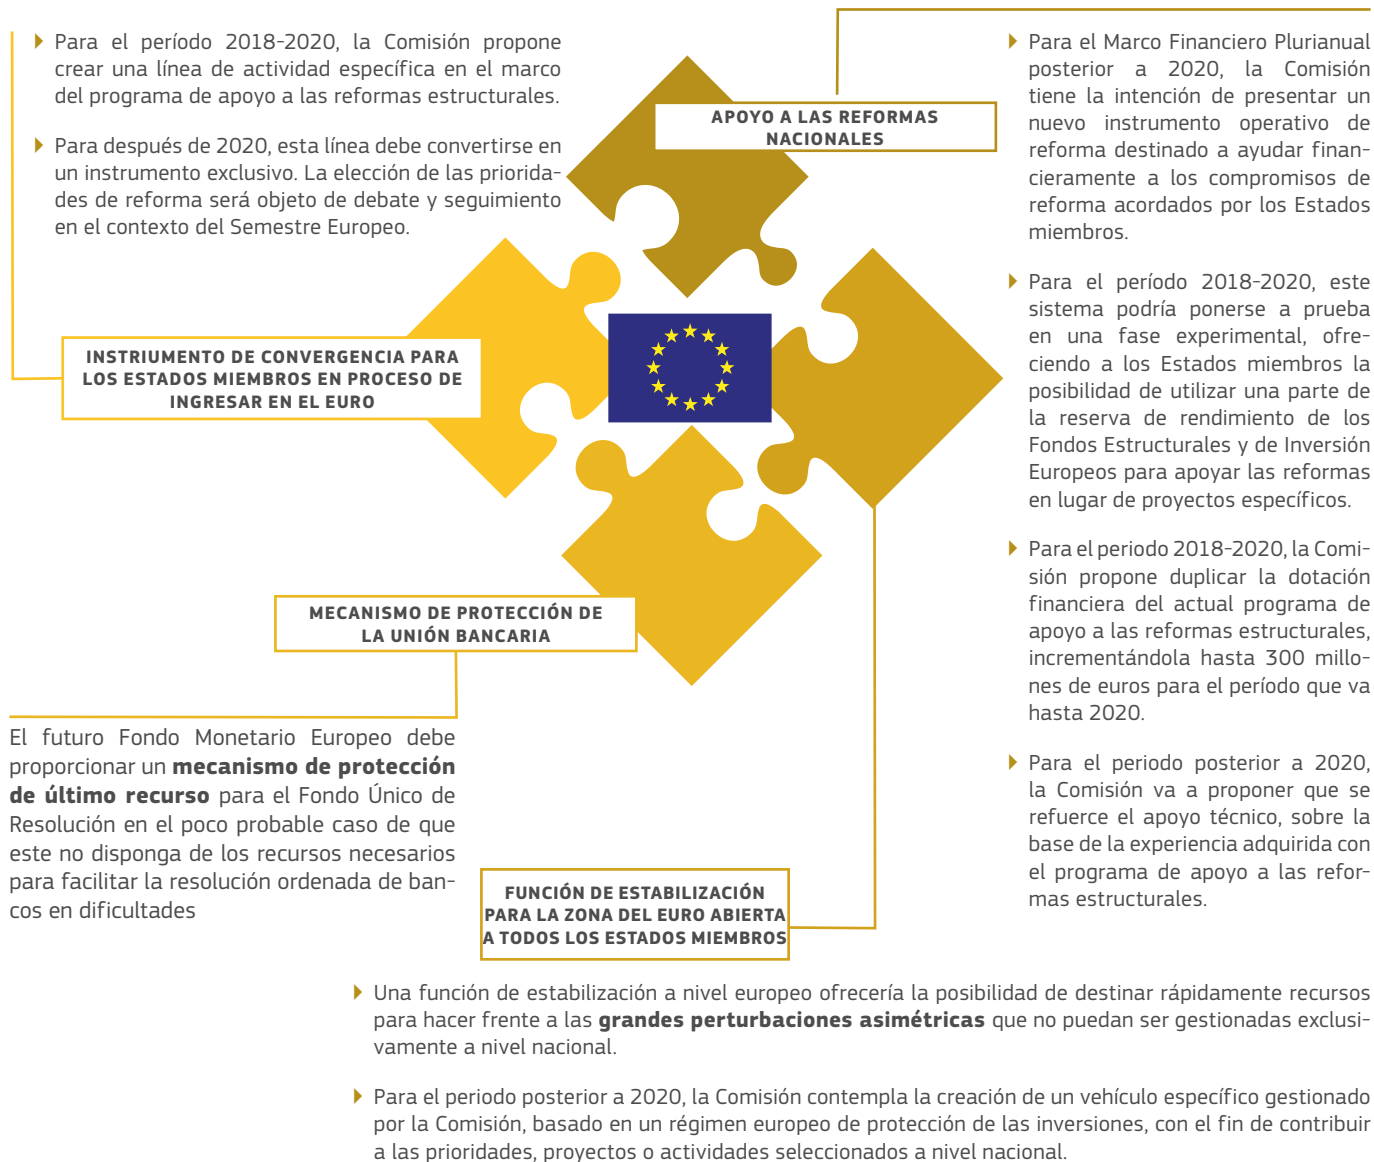 Para el período 2018-2020, la Comisión propone
crear una línea de actividad específica en el marco
del programa de apoyo a las reformas estructurales.
Para después de 2020, esta línea debe convertirse en
un instrumento exclusivo. La elección de las priorida-
des de reforma será objeto de debate y seguimiento
en el contexto del Semestre Europeo.
INSTRIUMENTO DE CONVERGENCIA PARA
LOS ESTADOS MIEMBROS EN PROCESO DE
INGRESAR EN EL EURO
APOYO A LAS REFORMAS
NACIONALES
Para el Marco Financiero Plurianual
posterior a 2020, la Comisión
tiene la intención de presentar un
nuevo instrumento operativo de
reforma destinado a ayudar finan-
cieramente a los compromisos de
reforma acordados por los Estados
miembros.
Para el período 2018-2020, este
sistema podría ponerse a prueba
en una fase experimental, ofre-
ciendo a los Estados miembros la
posibilidad de utilizar una parte de
la reserva de rendimiento de los
Fondos Estructurales y de Inversión
Europeos para apoyar las reformas
en lugar de proyectos específicos.
Para el periodo 2018-2020, la Comi-
sión propone duplicar la dotación
financiera del actual programa de
apoyo a las reformas estructurales,
incrementándola hasta 300 millo-
nes de euros para el período que va
hasta 2020.
Para el periodo posterior a 2020,
la Comisión va a proponer que se
refuerce el apoyo técnico, sobre la
base de la experiencia adquirida con
el programa de apoyo a las refor-
mas estructurales.
MECANISMO DE PROTECCIÓN DE
LA UNIÓN BANCARIA
El futuro Fondo Monetario Europeo debe
proporcionar un mecanismo de protección
de último recurso para el Fondo Único de
Resolución en el poco probable caso de que
este no disponga de los recursos necesarios
para facilitar la resolución ordenada de ban-
cos en dificultades
FUNCIÓN DE ESTABILIZACIÓN
PARA LA ZONA DEL EURO ABIERTA
A TODOS LOS ESTADOS MIEMBROS
Una función de estabilización a nivel europeo ofrecería la posibilidad de destinar rápidamente recursos
para hacer frente a las grandes perturbaciones asimétricas que no puedan ser gestionadas exclusi-
vamente a nivel nacional.
Para el periodo posterior a 2020, la Comisión contempla la creación de un vehículo específico gestionado
por la Comisión, basado en un régimen europeo de protección de las inversiones, con el fin de contribuir
a las prioridades, proyectos o actividades seleccionados a nivel nacional.